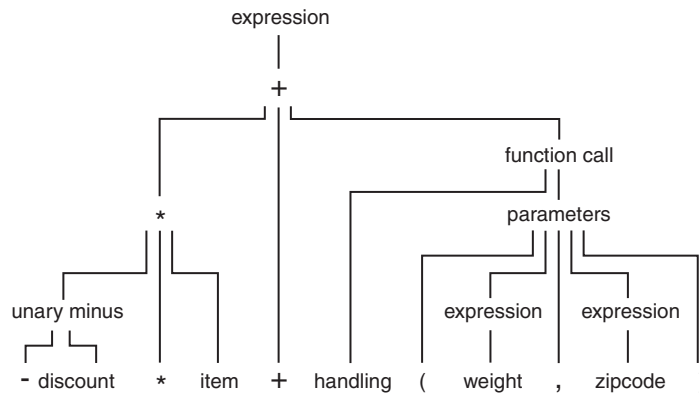 expression
+
function call
* parameters
unary minus expression expression
- discount * item + handling ( weight , zipcode